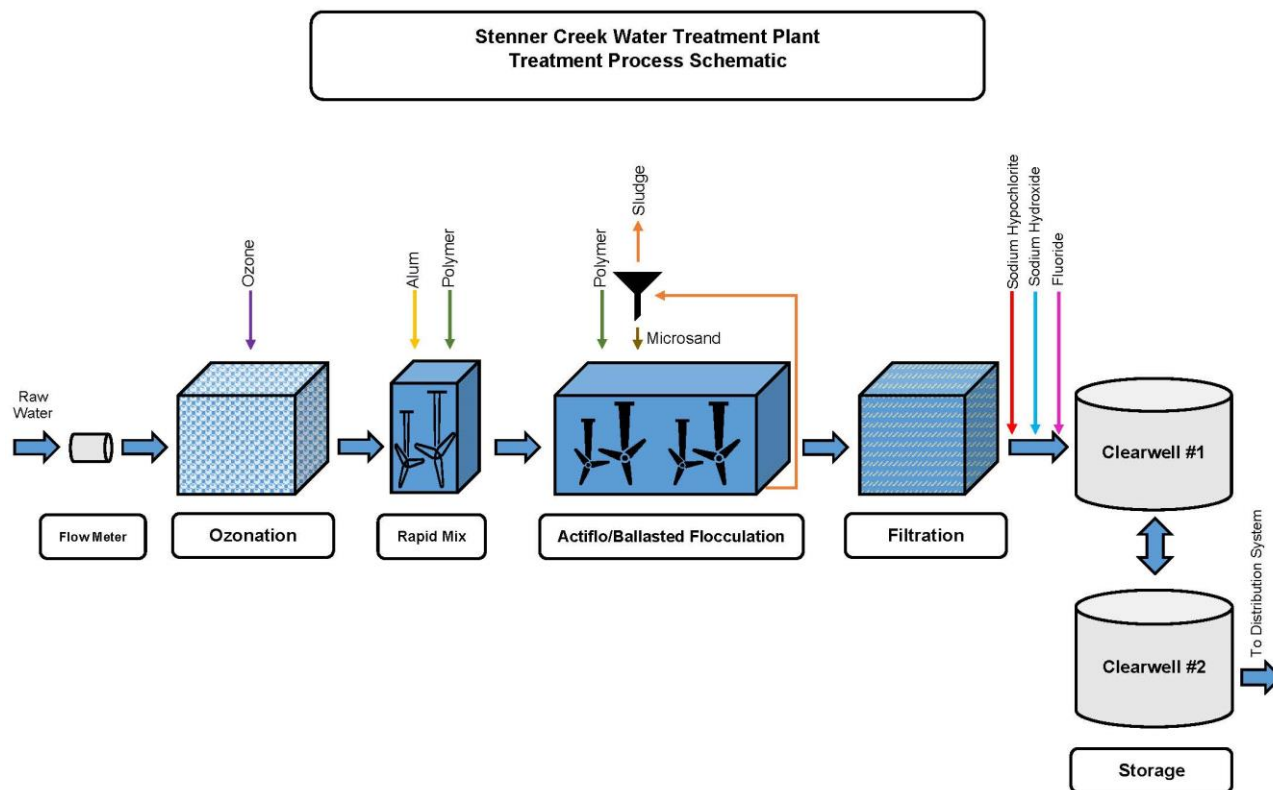 Stenner Creek Water Treatment Plant
Treatment Process Schematic
Sludge
Ozone
Alum
Polymer
Polymer
Microsand
Sodium Hypochlorite
Sodium Hydroxide
Fluoride
Raw
Water
Clearwell #1
Flow Meter
Ozonation
Rapid Mix
Actiflo/Ballasted Flocculation
Filtration
Clearwell #2
To Distribution System
Storage